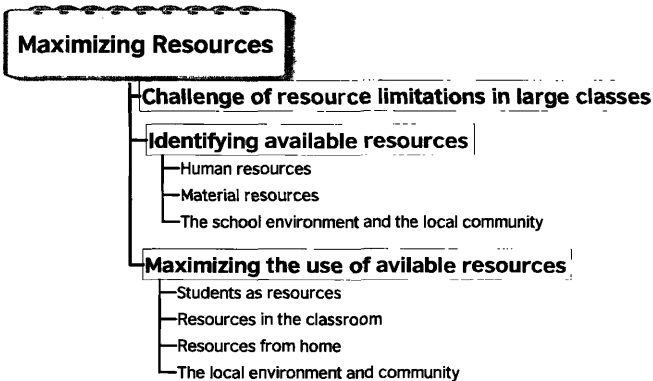 Maximizing Resources
Challenge of resource limitations in large classes
Identifying available resources
Human resources
Material resources
The school environment and the local community
Maximizing the use of avilable resources
Students as resources
Resources in the classroom
Resources from home
The local environment and community